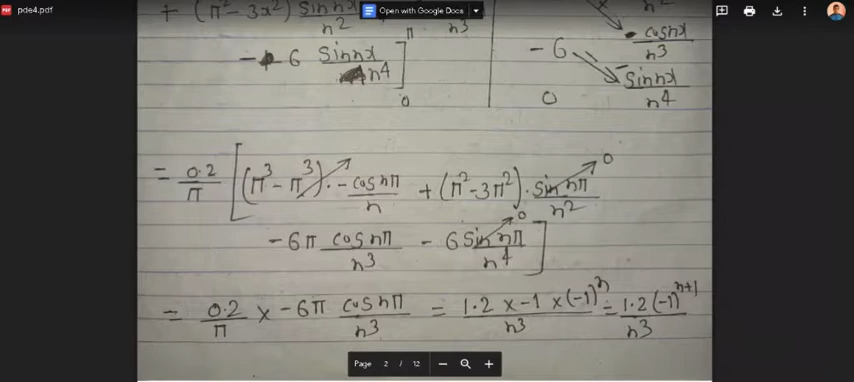 pde4.pdf
Open with Google Docs
+ (π² - 3x²) sin nx / n²
n³
- 6 sin nx / n⁴ ]
π
0
- cos nx / n³
- 6
- sin nx / n⁴
0
= 0.2/π [ (π³ - π³) · - cos nπ / n + (π² - 3π²) · sin nπ / n² 0
- 6π cos nπ / n³ - 6 sin nπ / n⁴ 0 ]
= 0.2/π × -6π cos nπ / n³ = 1.2 × -1 × (-1)ⁿ / n³ = 1.2 (-1)ⁿ⁺¹ / n³
Page 2 / 12